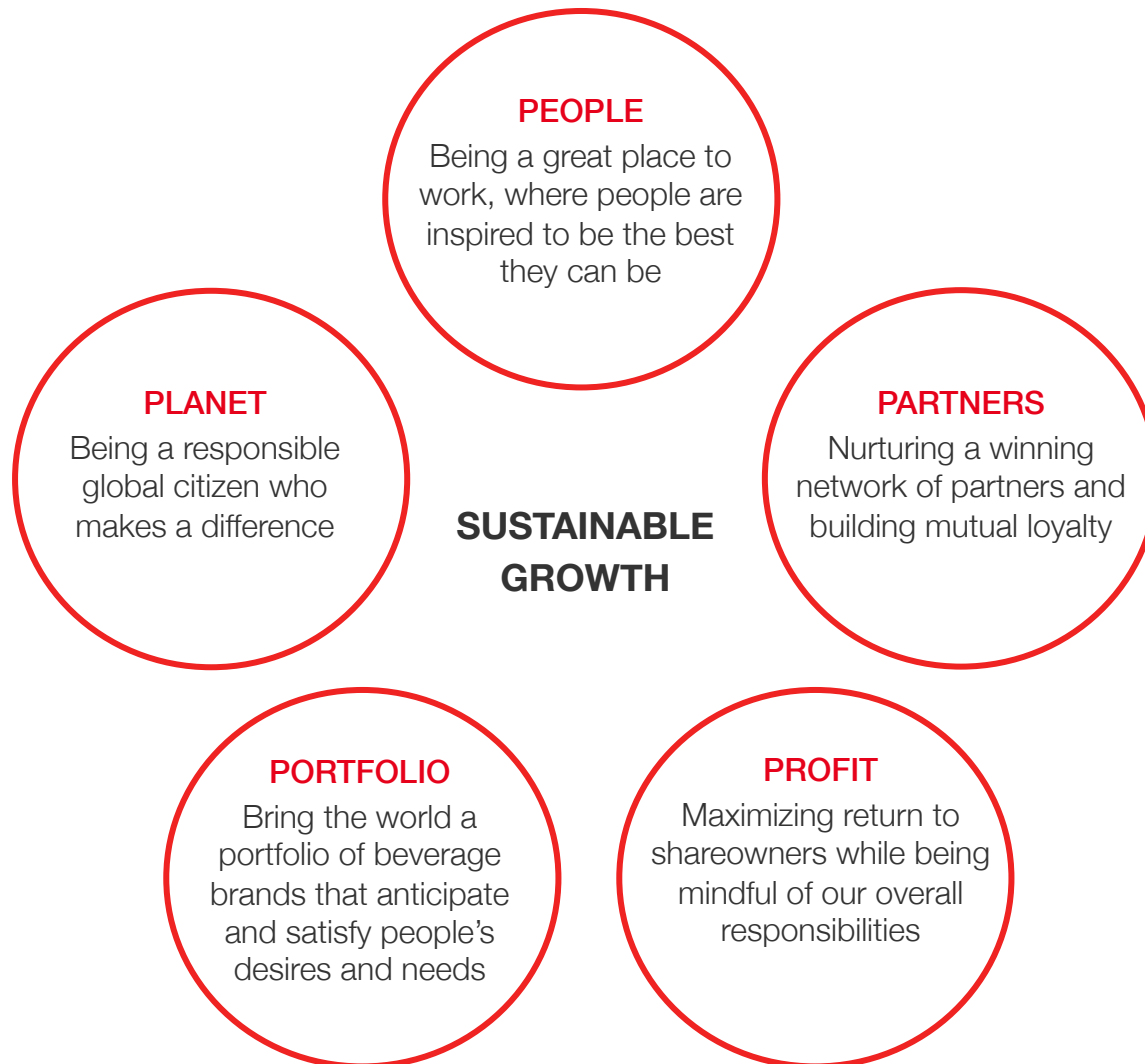 PEOPLE
Being a great place to
work, where people are
inspired to be the best
they can be
PLANET
Being a responsible
global citizen who
makes a difference
PARTNERS
Nurturing a winning
network of partners and
building mutual loyalty
SUSTAINABLE
GROWTH
PORTFOLIO
Bring the world a
portfolio of beverage
brands that anticipate
and satisfy people’s
desires and needs
PROFIT
Maximizing return to
shareowners while being
mindful of our overall
responsibilities